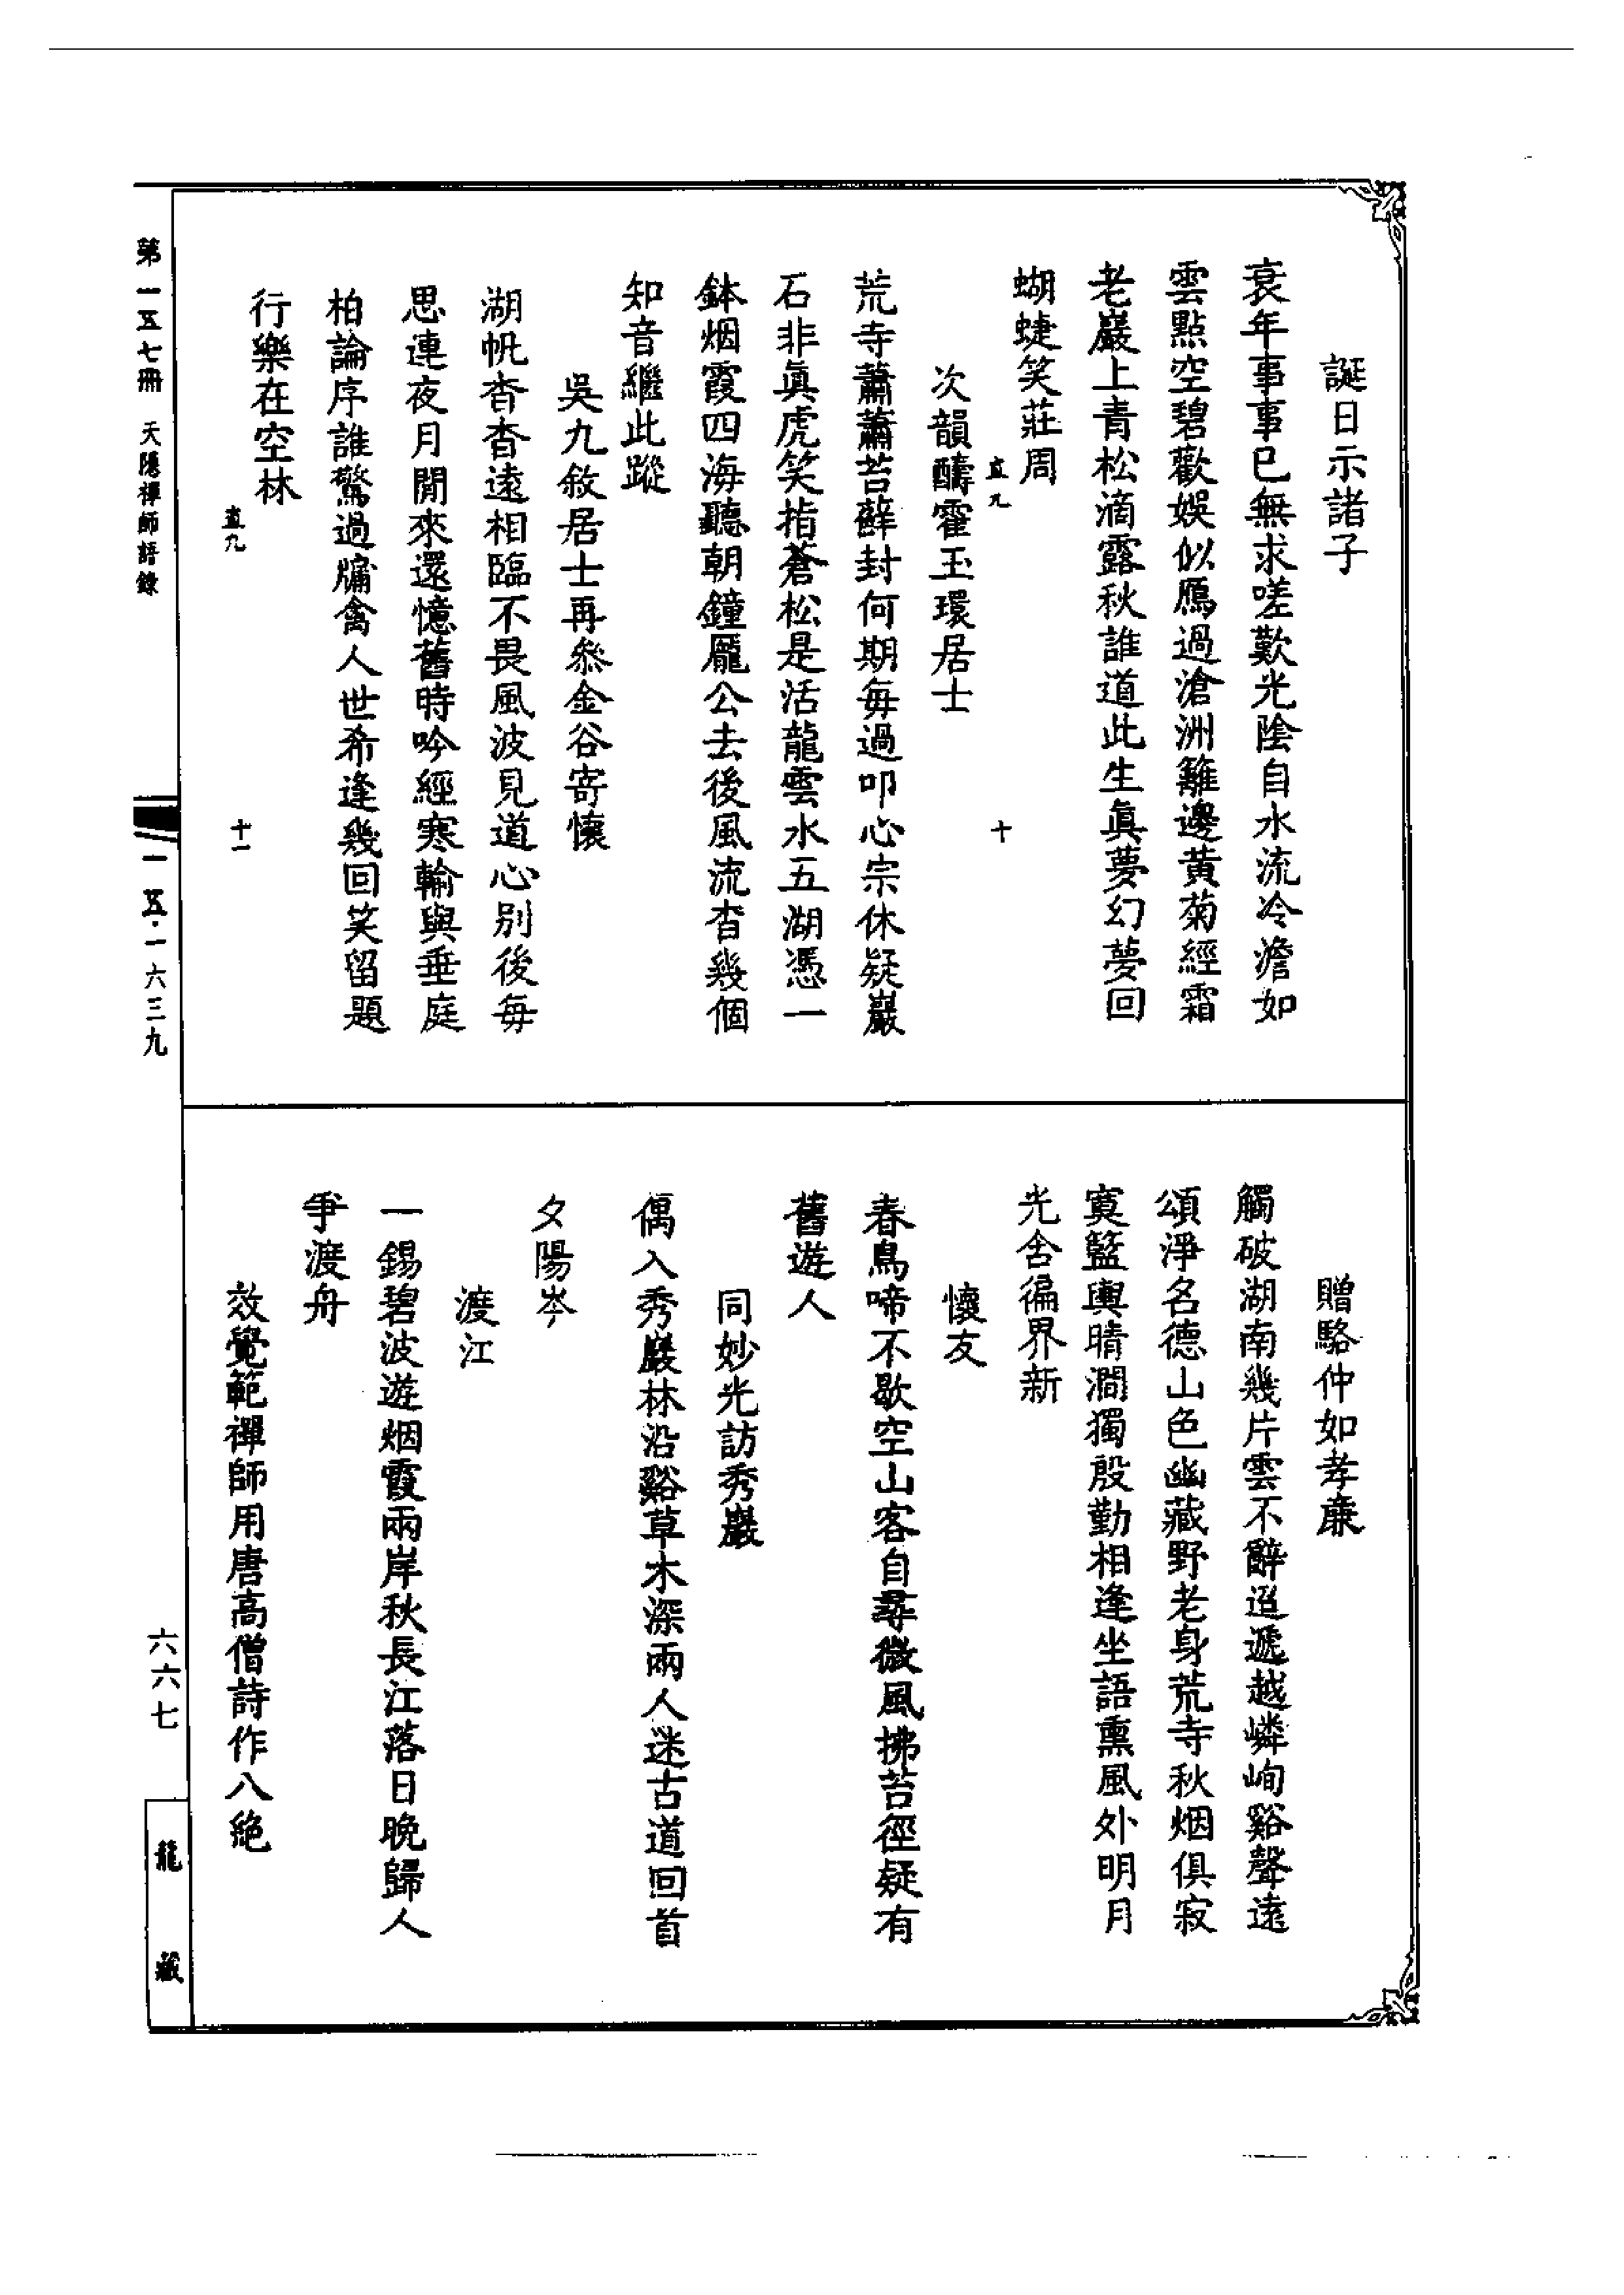 誕日示諸子
衰年事事已無求嗟歎光陰自水流冷澹如
雲點空碧歡娛似鴈過滄洲籬邊黃菊經霜
老巖上青松滴露秋誰道此生眞夢幻夢回
蝴蜨笑莊周
直九
十
次韻醻霍玉環居士
荒寺蕭蕭苔蘚封何期每過叩心宗休疑巖
石非眞虎笑指蒼松是活龍雲水五湖憑一
鉢烟霞四海聽朝鐘龐公去後風流杳幾個
知音繼此蹤
吳九敘居士再叅金谷寄懷
湖帆杳杳遠相臨不畏風波見道心別後每
思連夜月閒來還憶舊時吟經寒輪與垂庭
柏論序誰驚過牖禽人世希逢幾回笑留題
行樂在空林
直九
十一
贈駱仲如孝廉
觸破湖南幾片雲不辭迢遞越嶙峋谿聲遠
頌淨名德山色幽藏野老身荒寺秋烟俱寂
寞籃輿晴澗獨殷勤相逢坐語熏風外明月
光含徧界新
懷友
春鳥啼不歇空山客自尋微風拂苔徑疑有
舊遊人
同妙光訪秀巖
偶入秀巖林沿谿草木深兩人迷古道回首
夕陽岑
渡江
一錫碧波遊烟霞兩岸秋長江落日晚歸人
爭渡舟
效覺範禪師用唐高僧詩作八絕
第一五七冊 天隱禪師語錄
一五·一六三九
六六七
龍藏